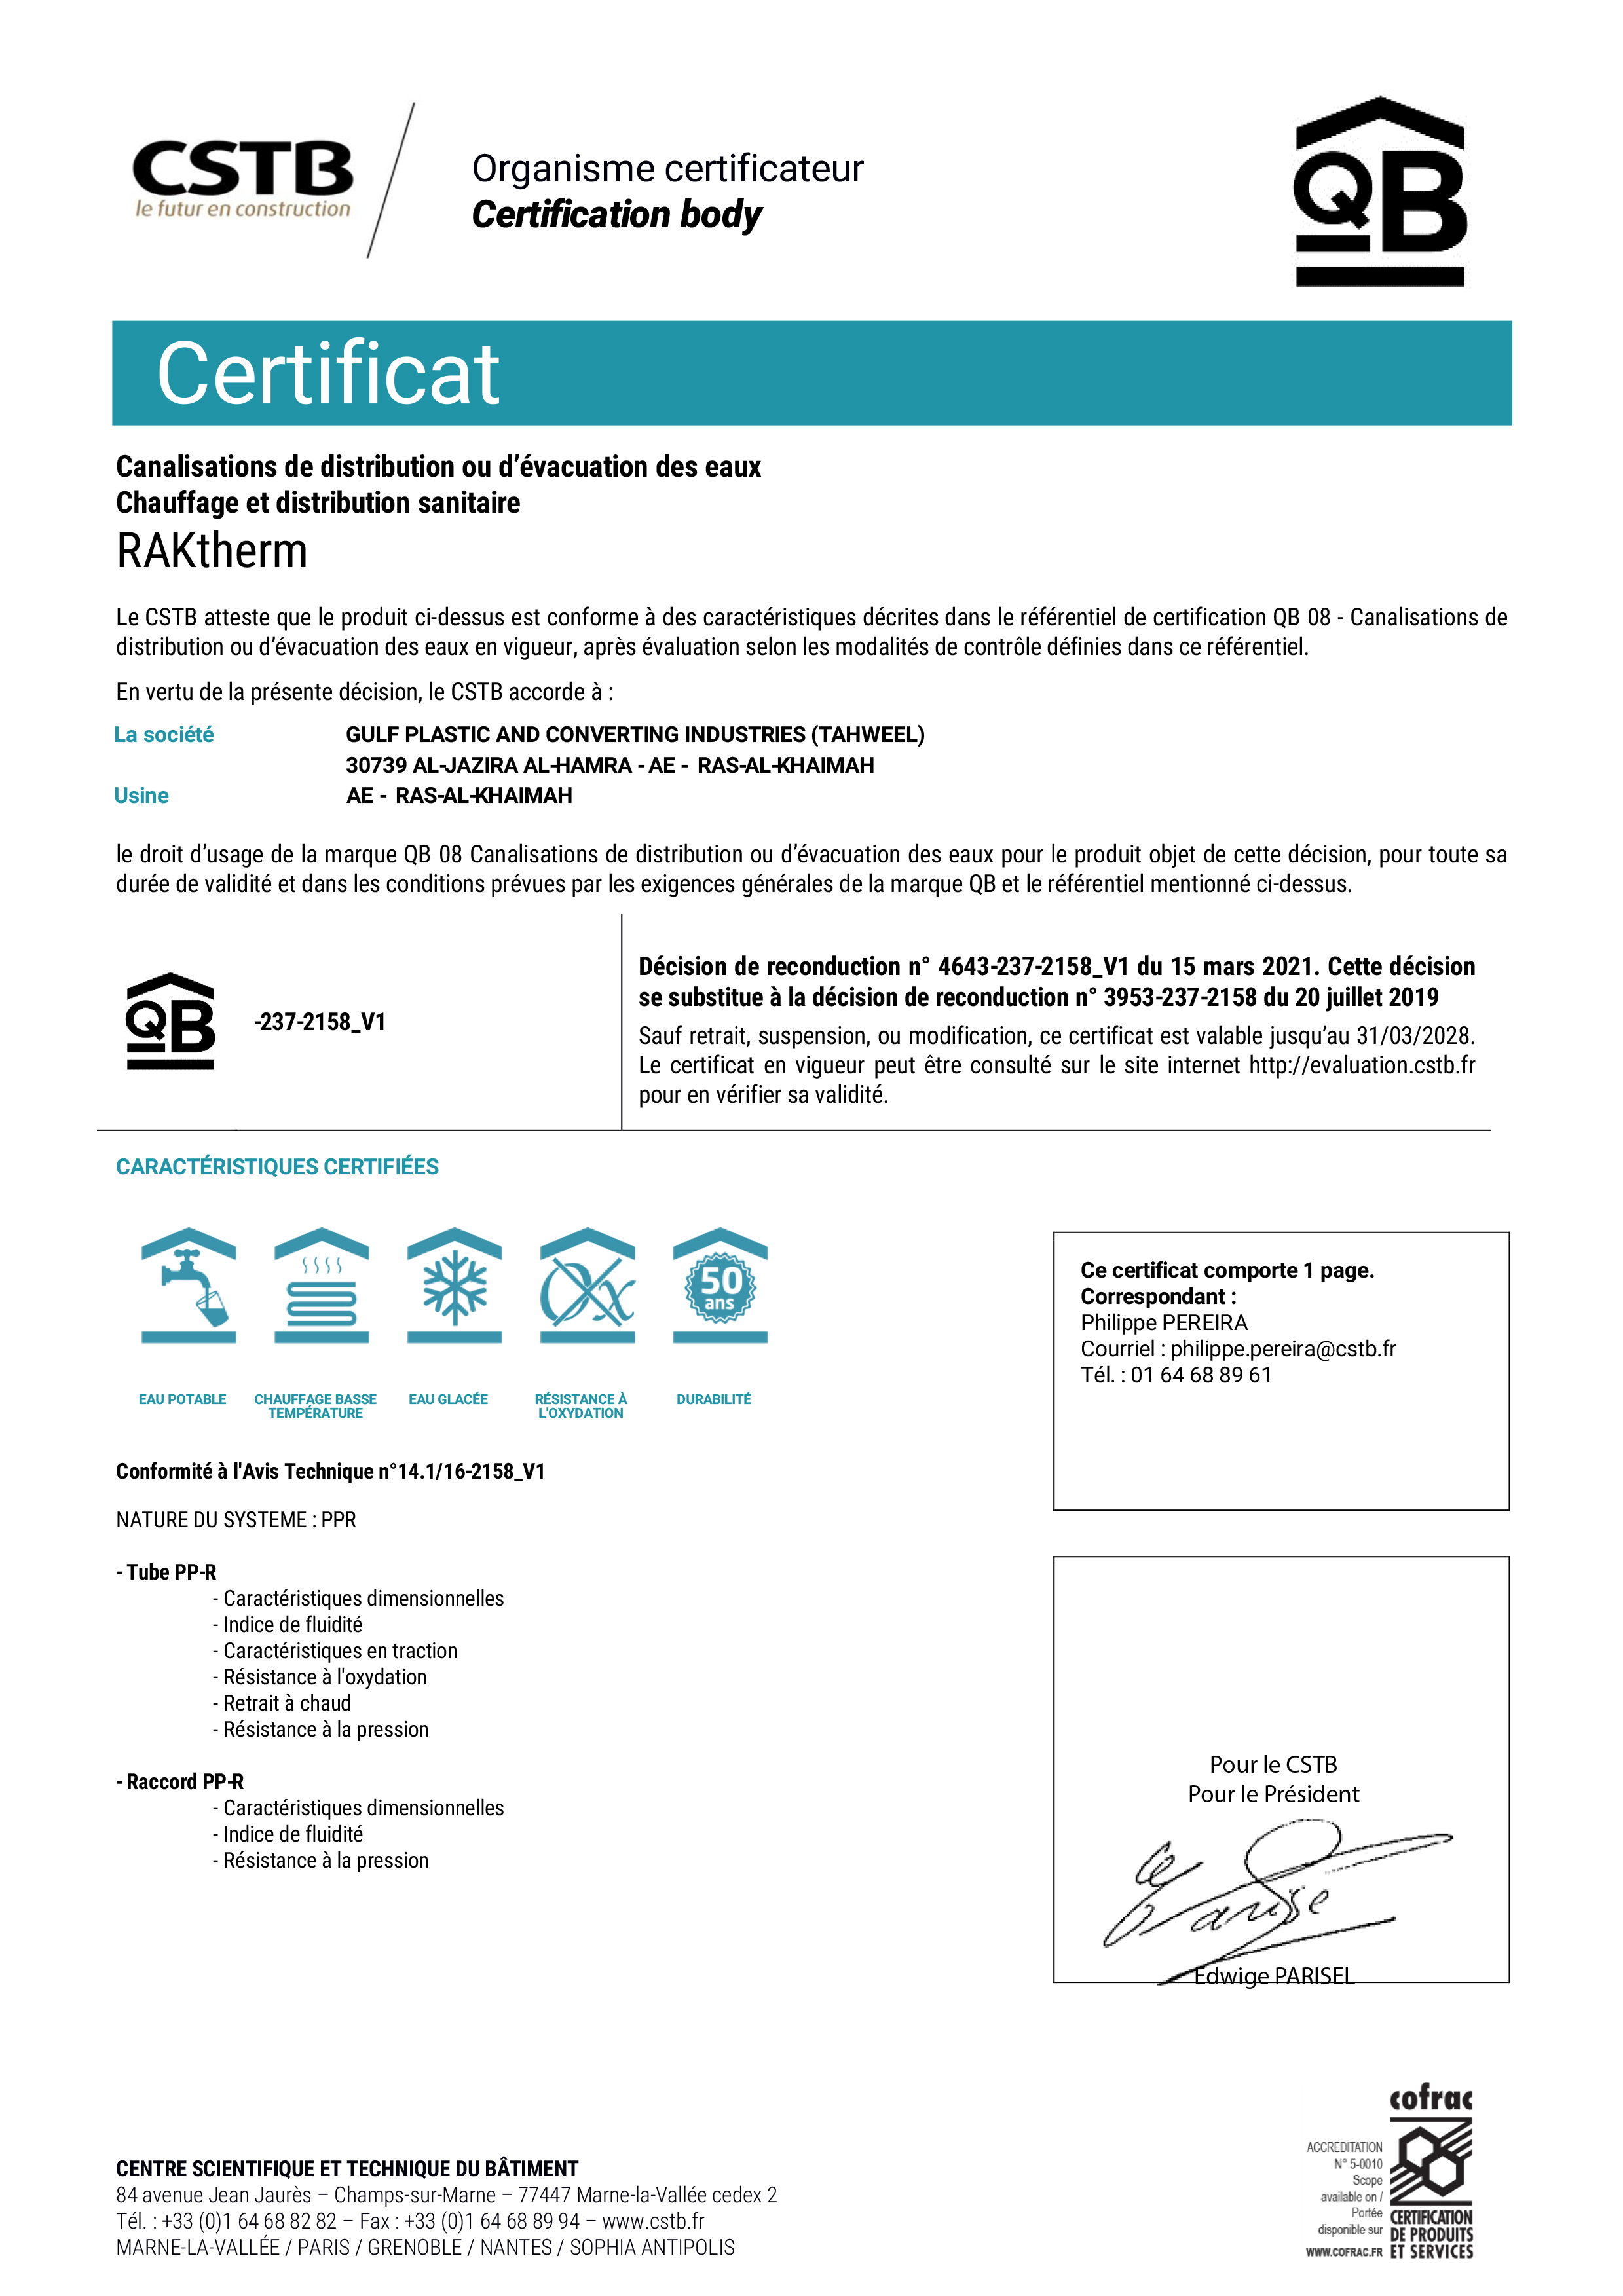 CSTB
le futur en construction
Organisme certificateur
Certification body
QB
Certificat
Canalisations de distribution ou d’évacuation des eaux
Chauffage et distribution sanitaire
RAKtherm
Le CSTB atteste que le produit ci-dessus est conforme à des caractéristiques décrites dans le référentiel de certification QB 08 - Canalisations de
distribution ou d’évacuation des eaux en vigueur, après évaluation selon les modalités de contrôle définies dans ce référentiel.
En vertu de la présente décision, le CSTB accorde à :
La société GULF PLASTIC AND CONVERTING INDUSTRIES (TAHWEEL)
30739 AL-JAZIRA AL-HAMRA - AE - RAS-AL-KHAIMAH
Usine AE - RAS-AL-KHAIMAH
le droit d’usage de la marque QB 08 Canalisations de distribution ou d’évacuation des eaux pour le produit objet de cette décision, pour toute sa
durée de validité et dans les conditions prévues par les exigences générales de la marque QB et le référentiel mentionné ci-dessus.
QB
-237-2158_V1
Décision de reconduction n° 4643-237-2158_V1 du 15 mars 2021. Cette décision
se substitue à la décision de reconduction n° 3953-237-2158 du 20 juillet 2019
Sauf retrait, suspension, ou modification, ce certificat est valable jusqu’au 31/03/2028.
Le certificat en vigueur peut être consulté sur le site internet http://evaluation.cstb.fr
pour en vérifier sa validité.
CARACTÉRISTIQUES CERTIFIÉES
Ox
50
ans
EAU POTABLE
CHAUFFAGE BASSE
TEMPÉRATURE
EAU GLACÉE
RÉSISTANCE À
L'OXYDATION
DURABILITÉ
Ce certificat comporte 1 page.
Correspondant :
Philippe PEREIRA
Courriel : philippe.pereira@cstb.fr
Tél. : 01 64 68 89 61
Conformité à l'Avis Technique n°14.1/16-2158_V1
NATURE DU SYSTEME : PPR
- Tube PP-R
- Caractéristiques dimensionnelles
- Indice de fluidité
- Caractéristiques en traction
- Résistance à l'oxydation
- Retrait à chaud
- Résistance à la pression
- Raccord PP-R
- Caractéristiques dimensionnelles
- Indice de fluidité
- Résistance à la pression
Pour le CSTB
Pour le Président
Edwige PARISEL
CENTRE SCIENTIFIQUE ET TECHNIQUE DU BÂTIMENT
84 avenue Jean Jaurès – Champs-sur-Marne – 77447 Marne-la-Vallée cedex 2
Tél. : +33 (0)1 64 68 82 82 – Fax : +33 (0)1 64 68 89 94 – www.cstb.fr
MARNE-LA-VALLÉE / PARIS / GRENOBLE / NANTES / SOPHIA ANTIPOLIS
cofrac
ACCREDITATION
N° 5-0010
Scope
available on /
Portée
disponible sur
WWW.COFRAC.FR
CERTIFICATION
DE PRODUITS
ET SERVICES